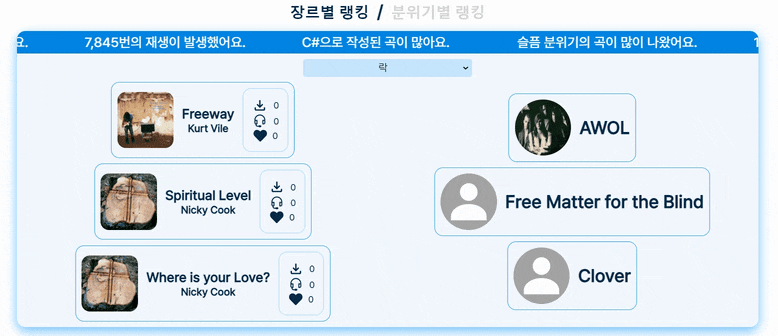 장르별 랭킹 / 분위기별 랭킹
요. 7,845번의 재생이 발생했어요. C#으로 작성된 곡이 많아요. 슬픔 분위기의 곡이 많이 나왔어요. 1
락
Freeway
Kurt Vile
0
0
0
Spiritual Level
Nicky Cook
0
0
0
Where is your Love?
Nicky Cook
0
0
0
AWOL
Free Matter for the Blind
Clover